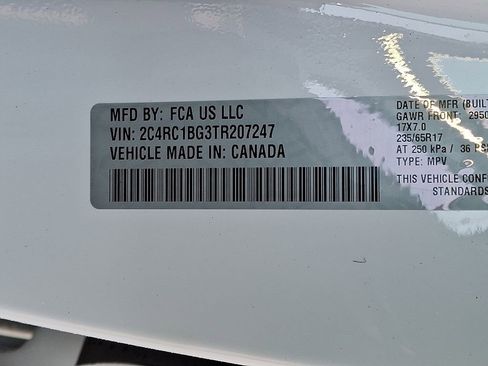 MFD BY: FCA US LLC
VIN: 2C4RC1BG3TR207247
VEHICLE MADE IN: CANADA
DATE OF MFR (BUILT
GAWR FRONT: 2950
17X7.0
235/65R17
AT 250 kPa / 36 PS
TYPE: MPV
THIS VEHICLE CONF
STANDARDS